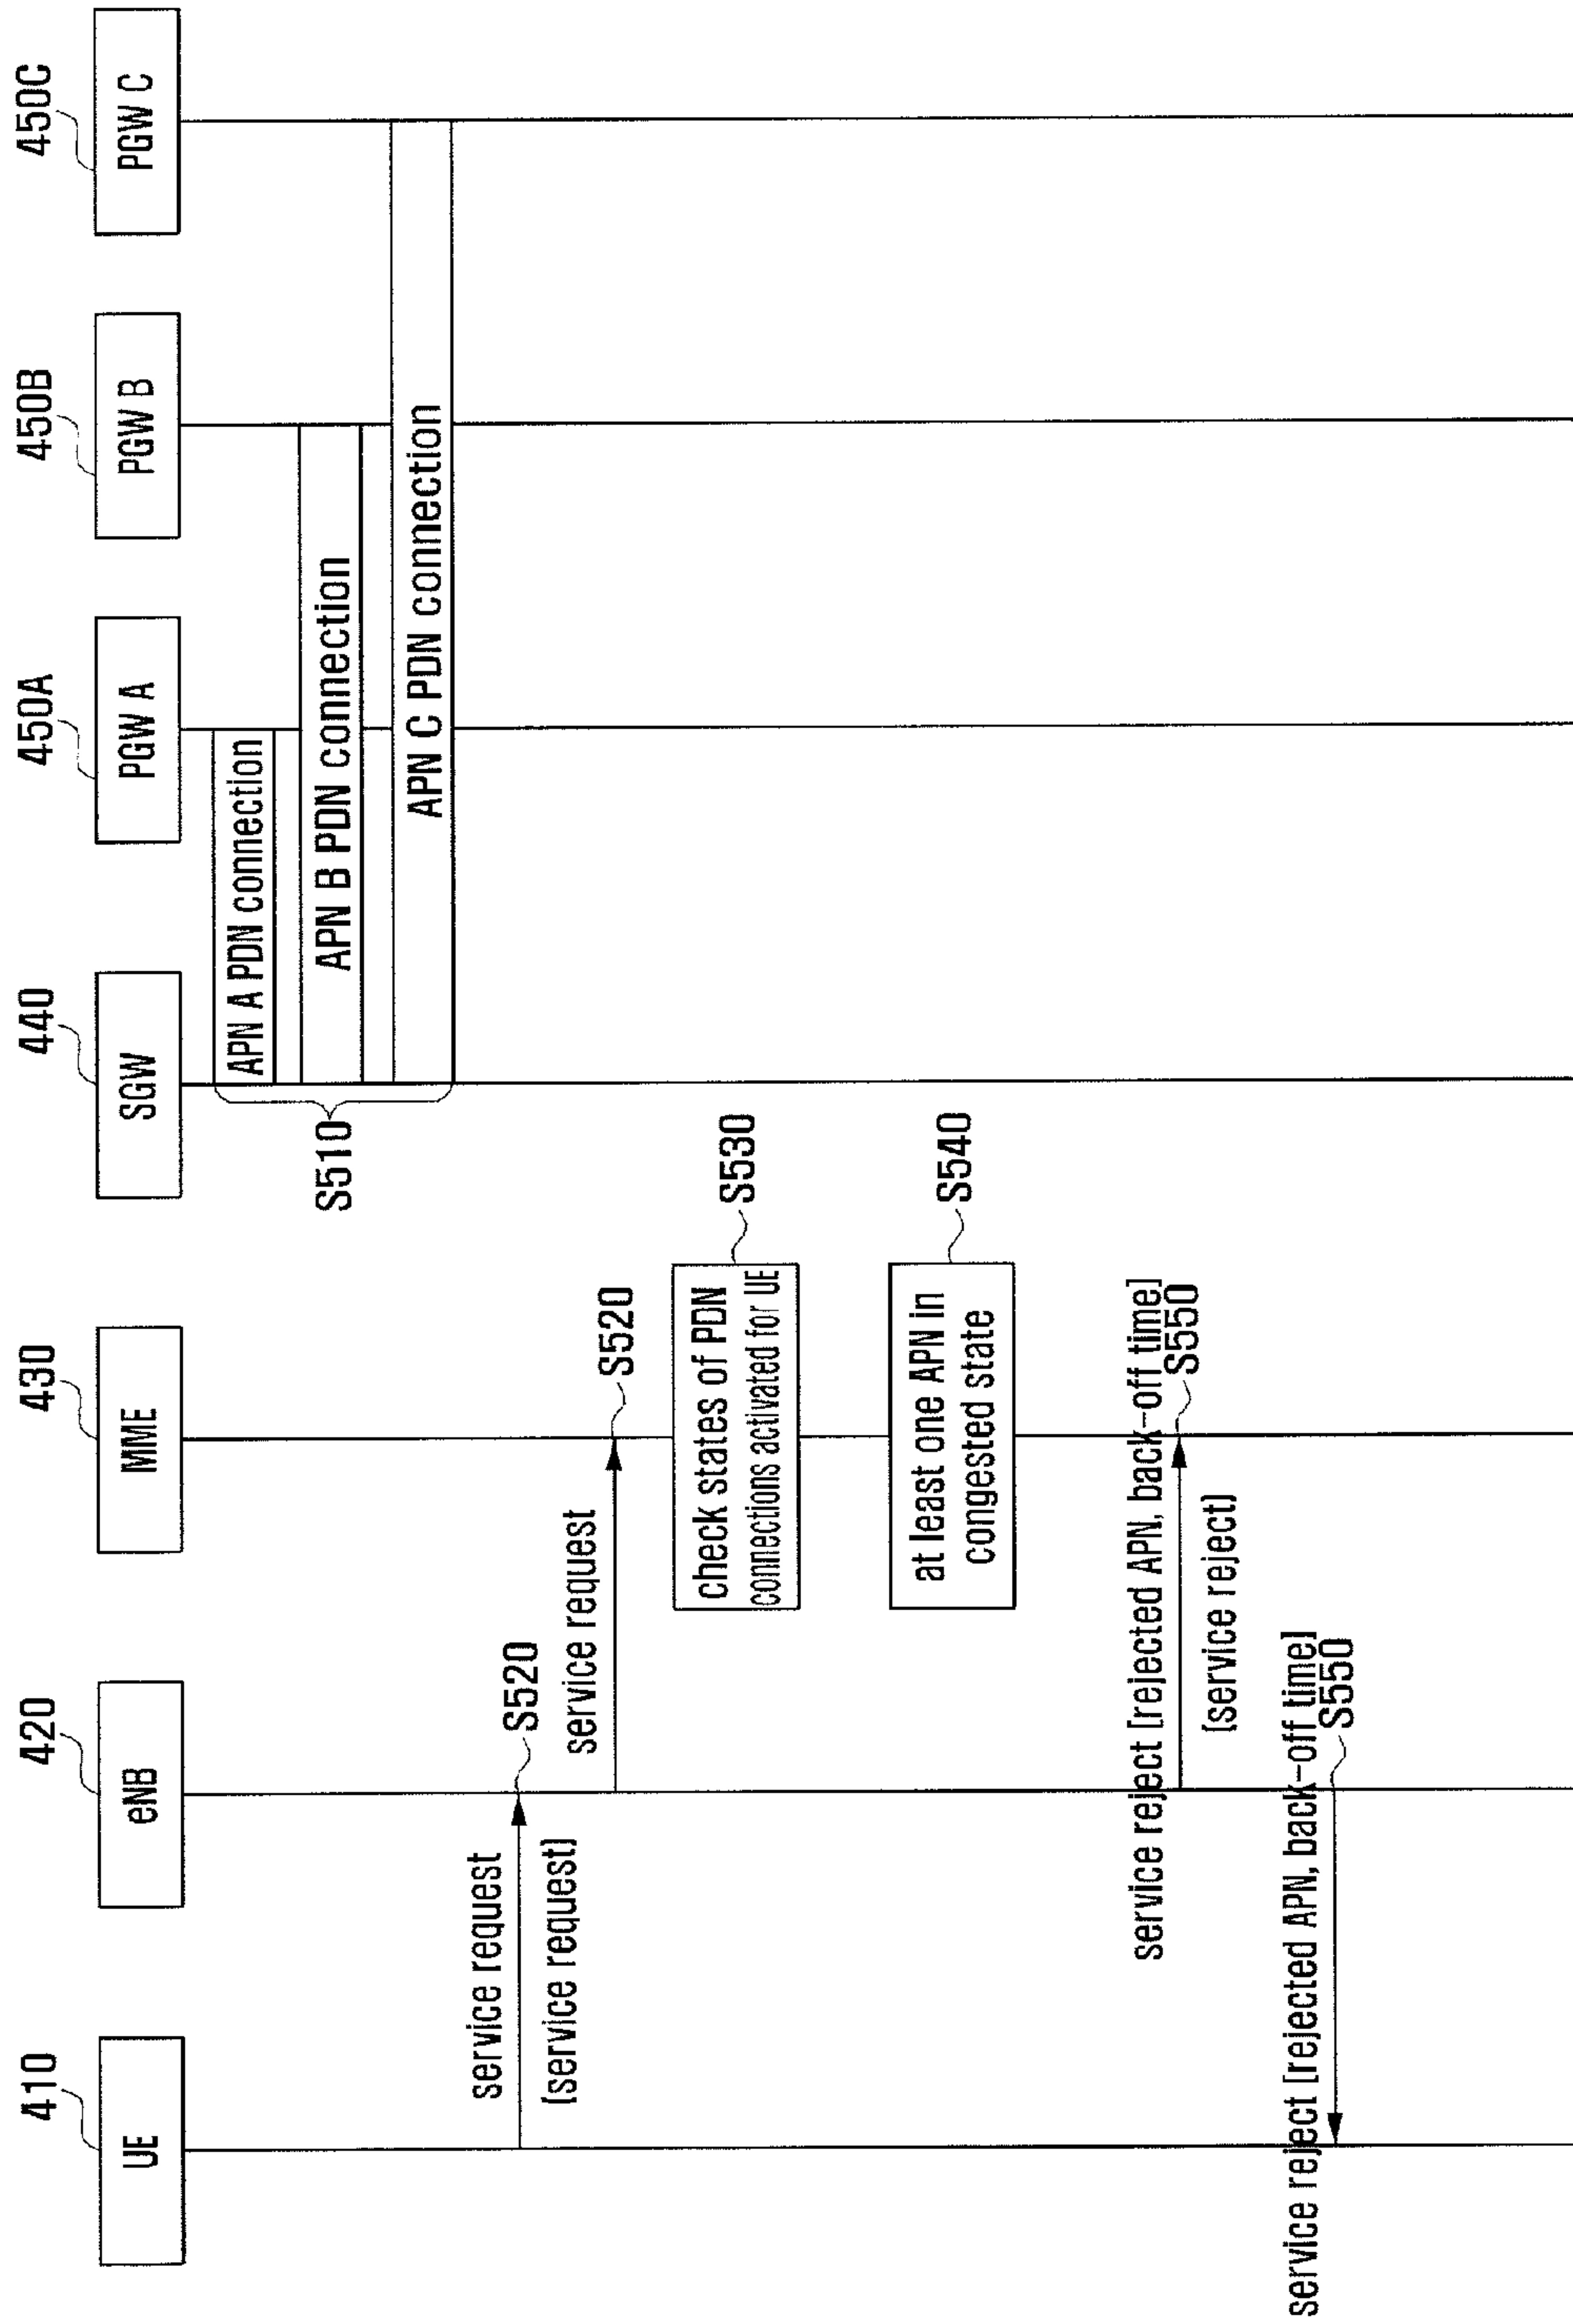 410
420
430
440
450A
450B
450C
UE
eNB
MME
SGW
PGW A
PGW B
PGW C
APN A PDN connection
APN B PDN connection
S510
APN C PDN connection
service request
S520
(service request)
service request
S520
check states of PDN
connections activated for UE
S530
at least one APN in
congested state
S540
service reject [rejected APN, back-off time]
S550
(service reject)
service reject [rejected APN, back-off time]
S550